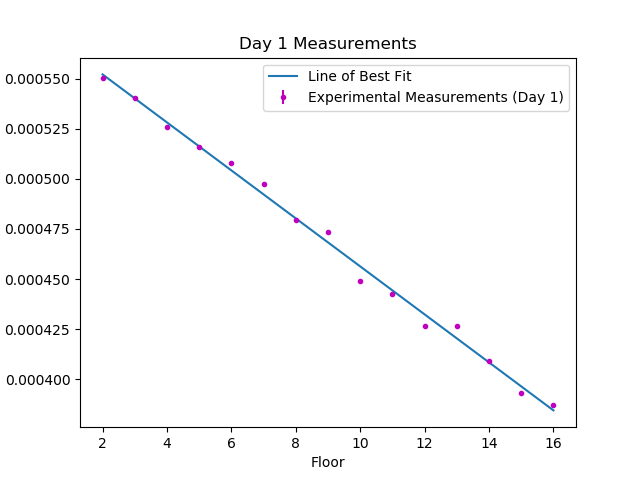 Day 1 Measurements
Line of Best Fit
Experimental Measurements (Day 1)
0.000550
0.000525
0.000500
0.000475
0.000450
0.000425
0.000400
2 4 6 8 10 12 14 16
Floor